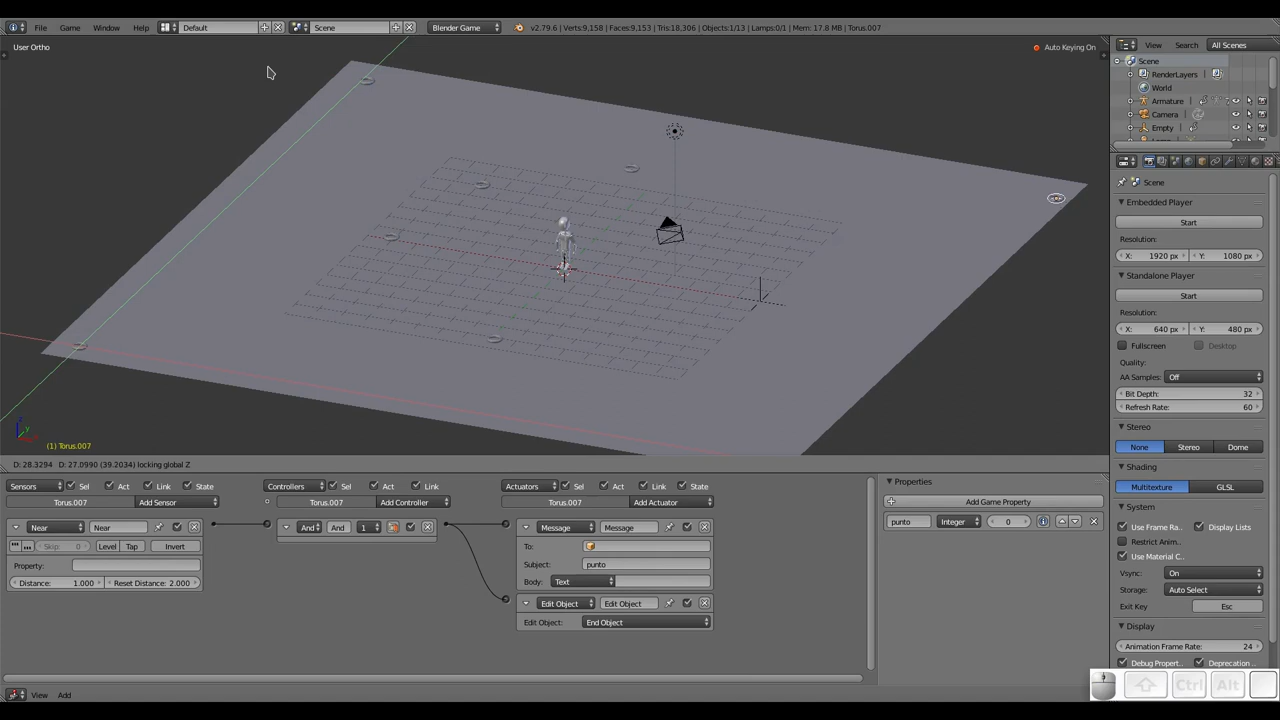 File Game Window Help Default Scene Blender Game v2.79.6 | Verts:9,158 | Faces:9,153 | Tris:18,306 | Objects:1/13 | Lamps:0/1 | Mem: 17.8 MB | Torus.007
User Ortho
Auto Keying On
(1) Torus.007
D: 28.3294 D: 27.0990 (39.2034) locking global Z
Sensors Sel Act Link State
Torus.007 Add Sensor
Near Near
Skip: 0 Level Tap Invert
Property:
Distance: 1.000 Reset Distance: 2.000
Controllers Sel Act Link
Torus.007 Add Controller
And And 1
Actuators Sel Act Link State
Torus.007 Add Actuator
Message Message
To:
Subject: punto
Body: Text
Edit Object Edit Object
Edit Object: End Object
Properties
Add Game Property
punto Integer 0
View Add
View Search All Scenes
Scene
RenderLayers
World
Armature
Camera
Empty
Scene
Embedded Player
Start
Resolution:
X: 1920 px Y: 1080 px
Standalone Player
Start
Resolution:
X: 640 px Y: 480 px
Fullscreen Desktop
Quality:
AA Samples: Off
Bit Depth: 32
Refresh Rate: 60
Stereo
None Stereo Dome
Shading
Multitexture GLSL
System
Use Frame Ra.. Display Lists
Restrict Anim..
Use Material C..
Vsync: On
Storage: Auto Select
Exit Key Esc
Display
Animation Frame Rate: 24
Debug Propert.. Deprecation ..
Ctrl Alt